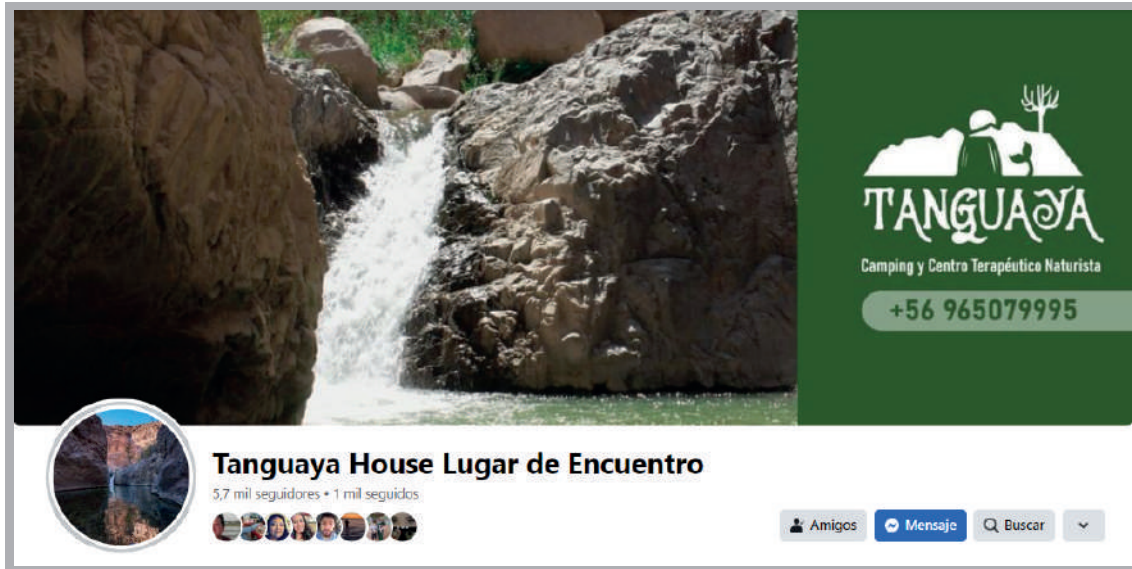 TANGUAYA
Camping y Centro Terapéutico Naturista
+56 965079995
Tanguaya House Lugar de Encuentro
5,7 mil seguidores • 1 mil seguidos
Amigos
Mensaje
Buscar